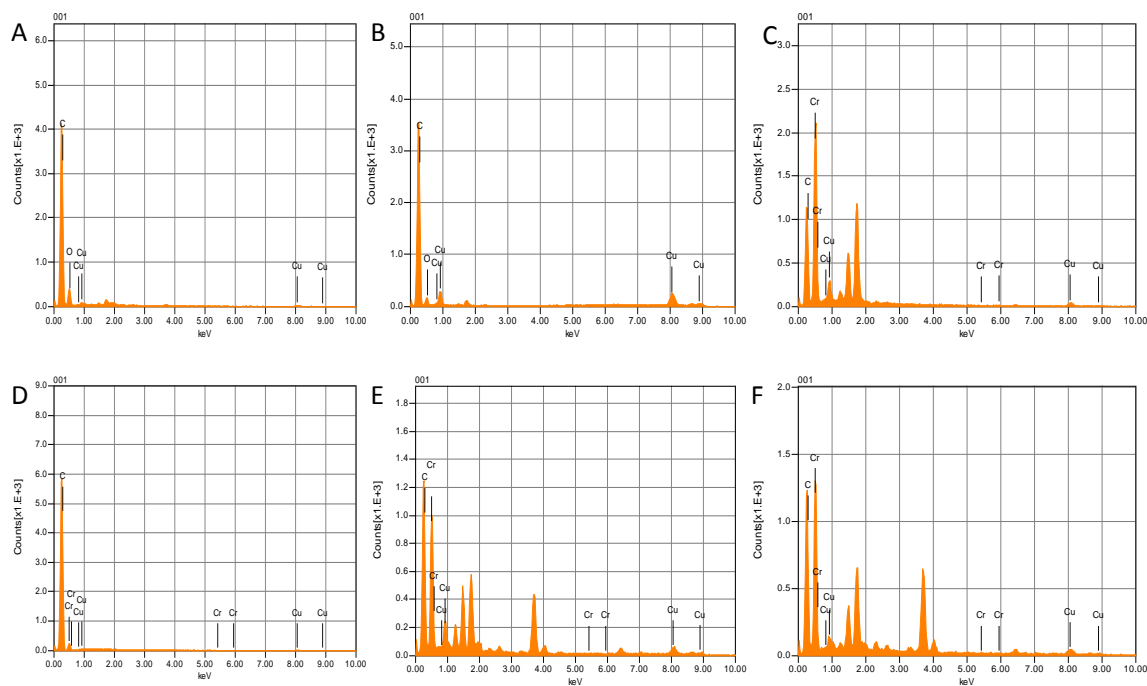 A
001
6.0
5.0
4.0
3.0
2.0
1.0
0.0
Counts[x1.E+3]
C
O
Cu
Cu
Cu
Cu
0.00 1.00 2.00 3.00 4.00 5.00 6.00 7.00 8.00 9.00 10.00
keV
B
001
5.0
4.0
3.0
2.0
1.0
0.0
Counts[x1.E+3]
C
O
Cu
Cu
Cu
Cu
0.00 1.00 2.00 3.00 4.00 5.00 6.00 7.00 8.00 9.00 10.00
keV
C
001
3.0
2.5
2.0
1.5
1.0
0.5
0.0
Counts[x1.E+3]
Cr
C
Cr
Cu
Cu
Cr Cr
Cu
Cu
0.00 1.00 2.00 3.00 4.00 5.00 6.00 7.00 8.00 9.00 10.00
keV
D
001
9.0
8.0
7.0
6.0
5.0
4.0
3.0
2.0
1.0
0.0
Counts[x1.E+3]
C
Cr
Cu
Cr
Cu
Cr Cr
Cu Cu
0.00 1.00 2.00 3.00 4.00 5.00 6.00 7.00 8.00 9.00 10.00
keV
E
001
1.8
1.6
1.4
1.2
1.0
0.8
0.6
0.4
0.2
0.0
Counts[x1.E+3]
Cr
C
Cr
Cu
Cu
Cr Cr
Cu
Cu
0.00 1.00 2.00 3.00 4.00 5.00 6.00 7.00 8.00 9.00 10.00
keV
F
001
2.0
1.5
1.0
0.5
0.0
Counts[x1.E+3]
Cr
C
Cr
Cu
Cu
Cr Cr
Cu
Cu
0.00 1.00 2.00 3.00 4.00 5.00 6.00 7.00 8.00 9.00 10.00
keV